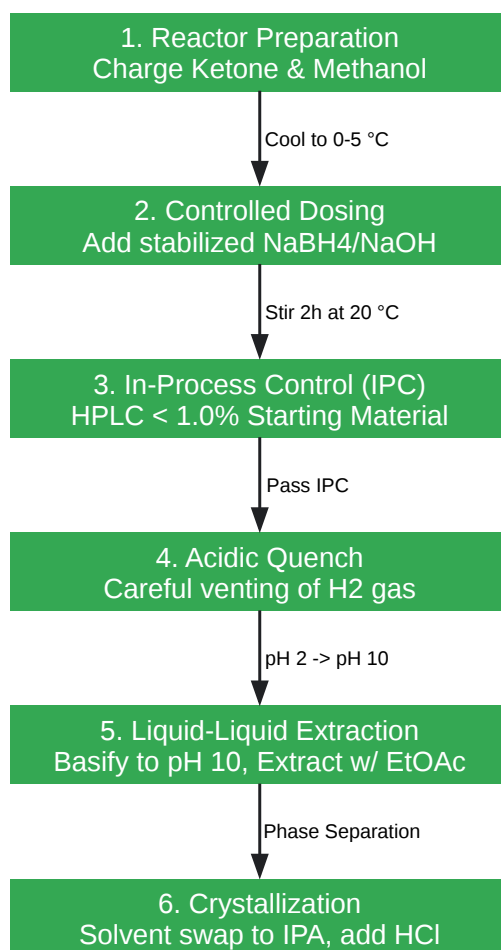 1. Reactor Preparation
Charge Ketone & Methanol
Cool to 0-5 °C
2. Controlled Dosing
Add stabilized NaBH4/NaOH
Stir 2h at 20 °C
3. In-Process Control (IPC)
HPLC < 1.0% Starting Material
Pass IPC
4. Acidic Quench
Careful venting of H2 gas
pH 2 -> pH 10
5. Liquid-Liquid Extraction
Basify to pH 10, Extract w/ EtOAc
Phase Separation
6. Crystallization
Solvent swap to IPA, add HCl